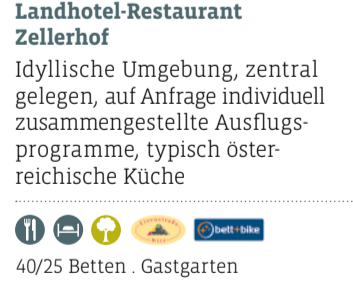 Landhotel-Restaurant
Zellerhof
Idyllische Umgebung, zentral
gelegen, auf Anfrage individuell
zusammengestellte Ausflugs-
programme, typisch öster-
reichische Küche
bett+bike
40/25 Betten . Gastgarten